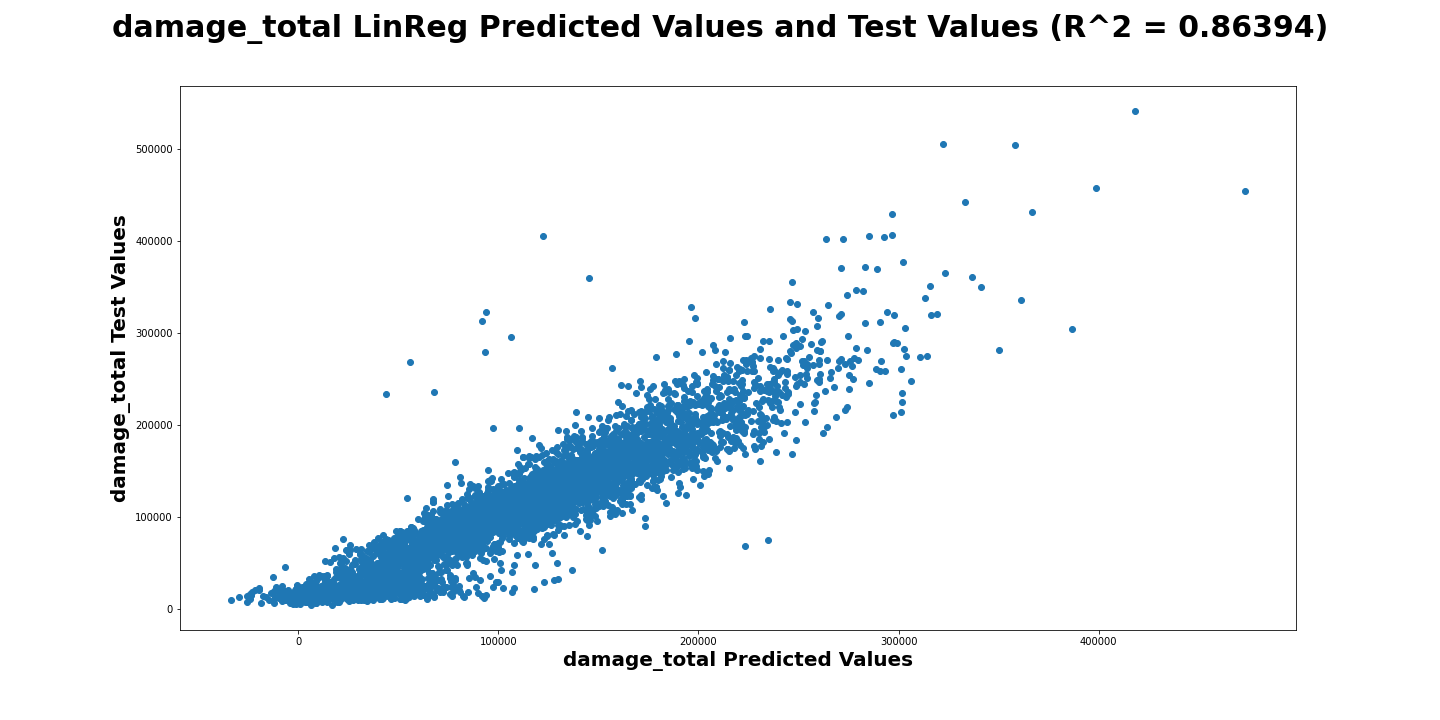 damage_total LinReg Predicted Values and Test Values (R^2 = 0.86394)
damage_total Test Values
500000
400000
300000
200000
100000
0
0 100000 200000 300000 400000
damage_total Predicted Values